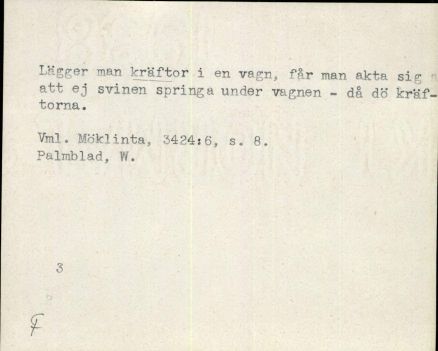 Lägger man kräftor i en vagn, får man akta sig
att ej svinen springa under vagnen - då dö kräf-
torna.
Vml. Möklinta, 3424:6, s. 8.
Palmblad, W.
3
F